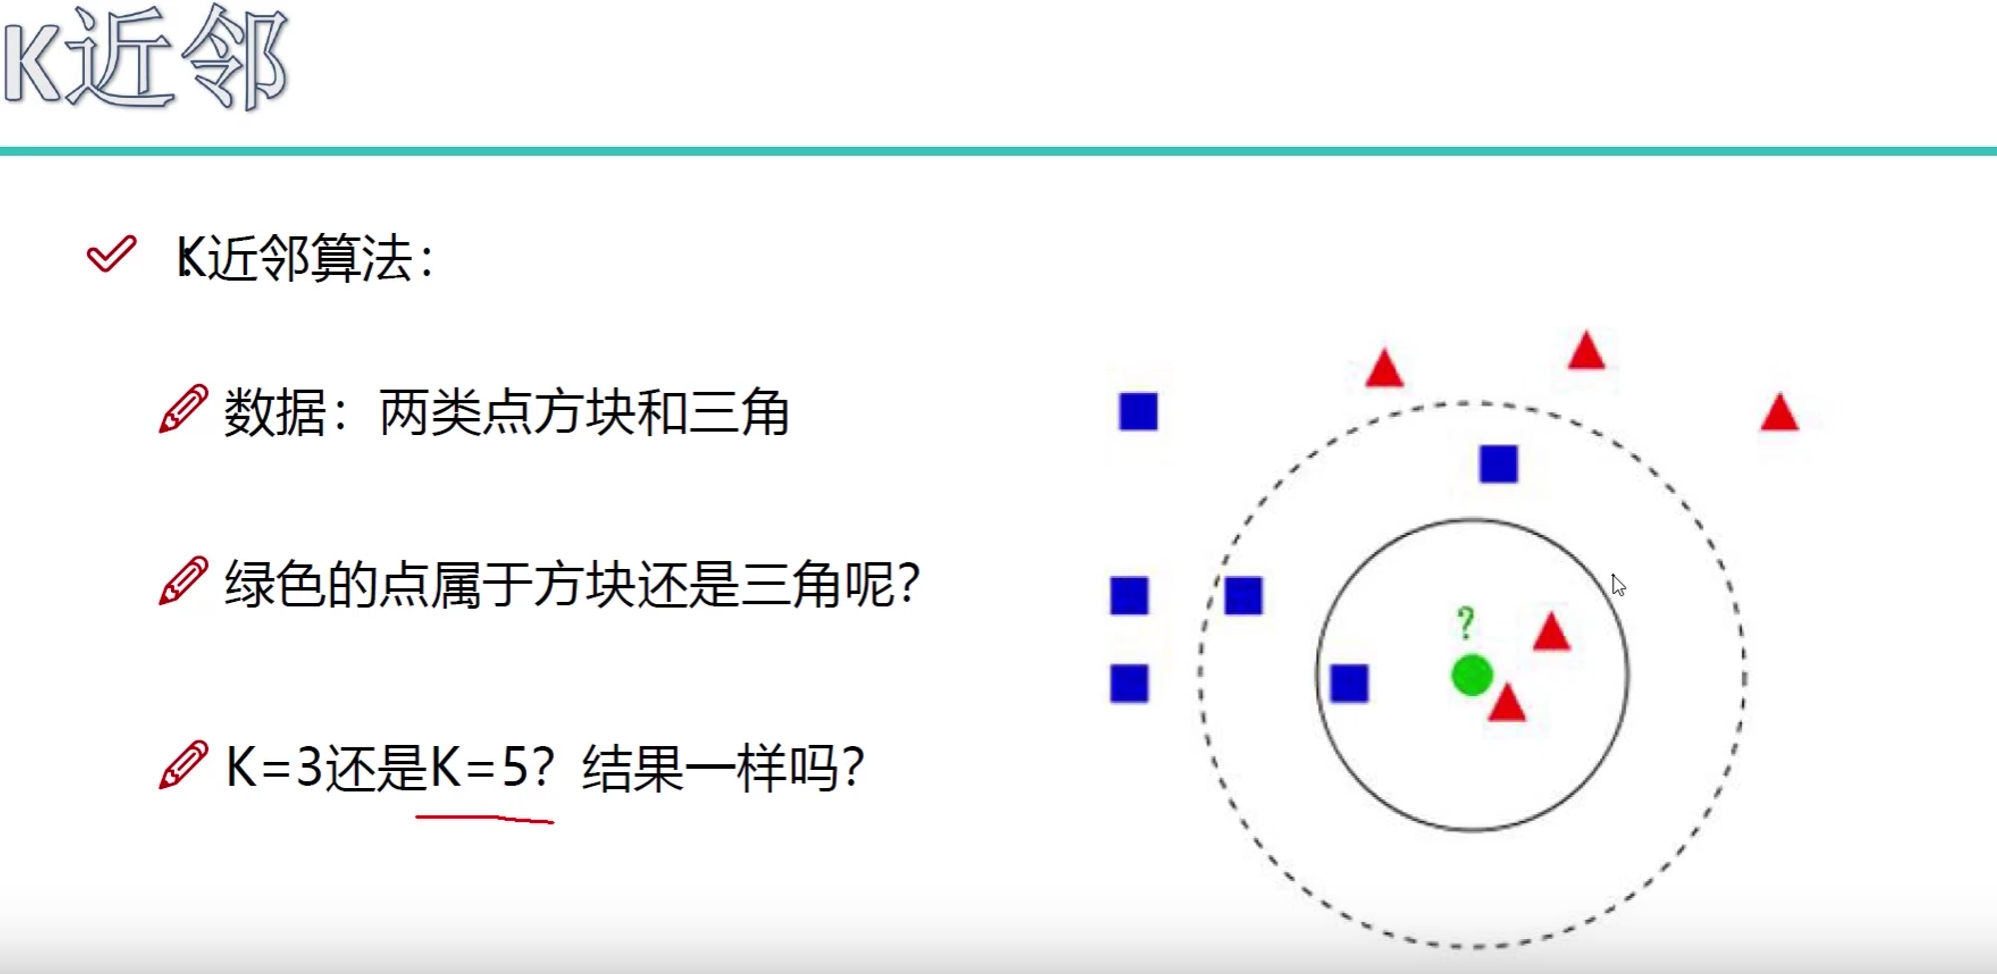 K近邻
K近邻算法：
数据：两类点方块和三角
绿色的点属于方块还是三角呢？
K=3还是K=5？结果一样吗？
?